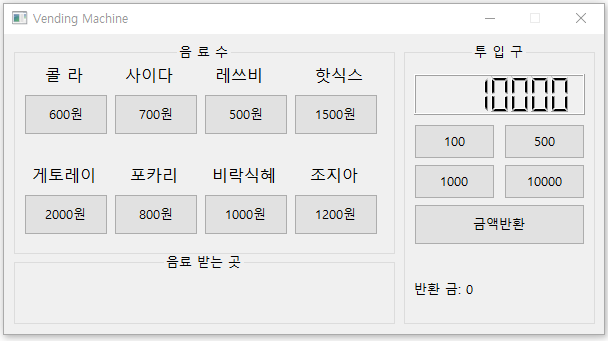 Vending Machine
음 료 수
콜 라 사이다 레쓰비 핫식스
600원 700원 500원 1500원
게토레이 포카리 비락식혜 조지아
2000원 800원 1000원 1200원
음료 받는 곳
투 입 구
10000
100 500
1000 10000
금액반환
반환 금: 0